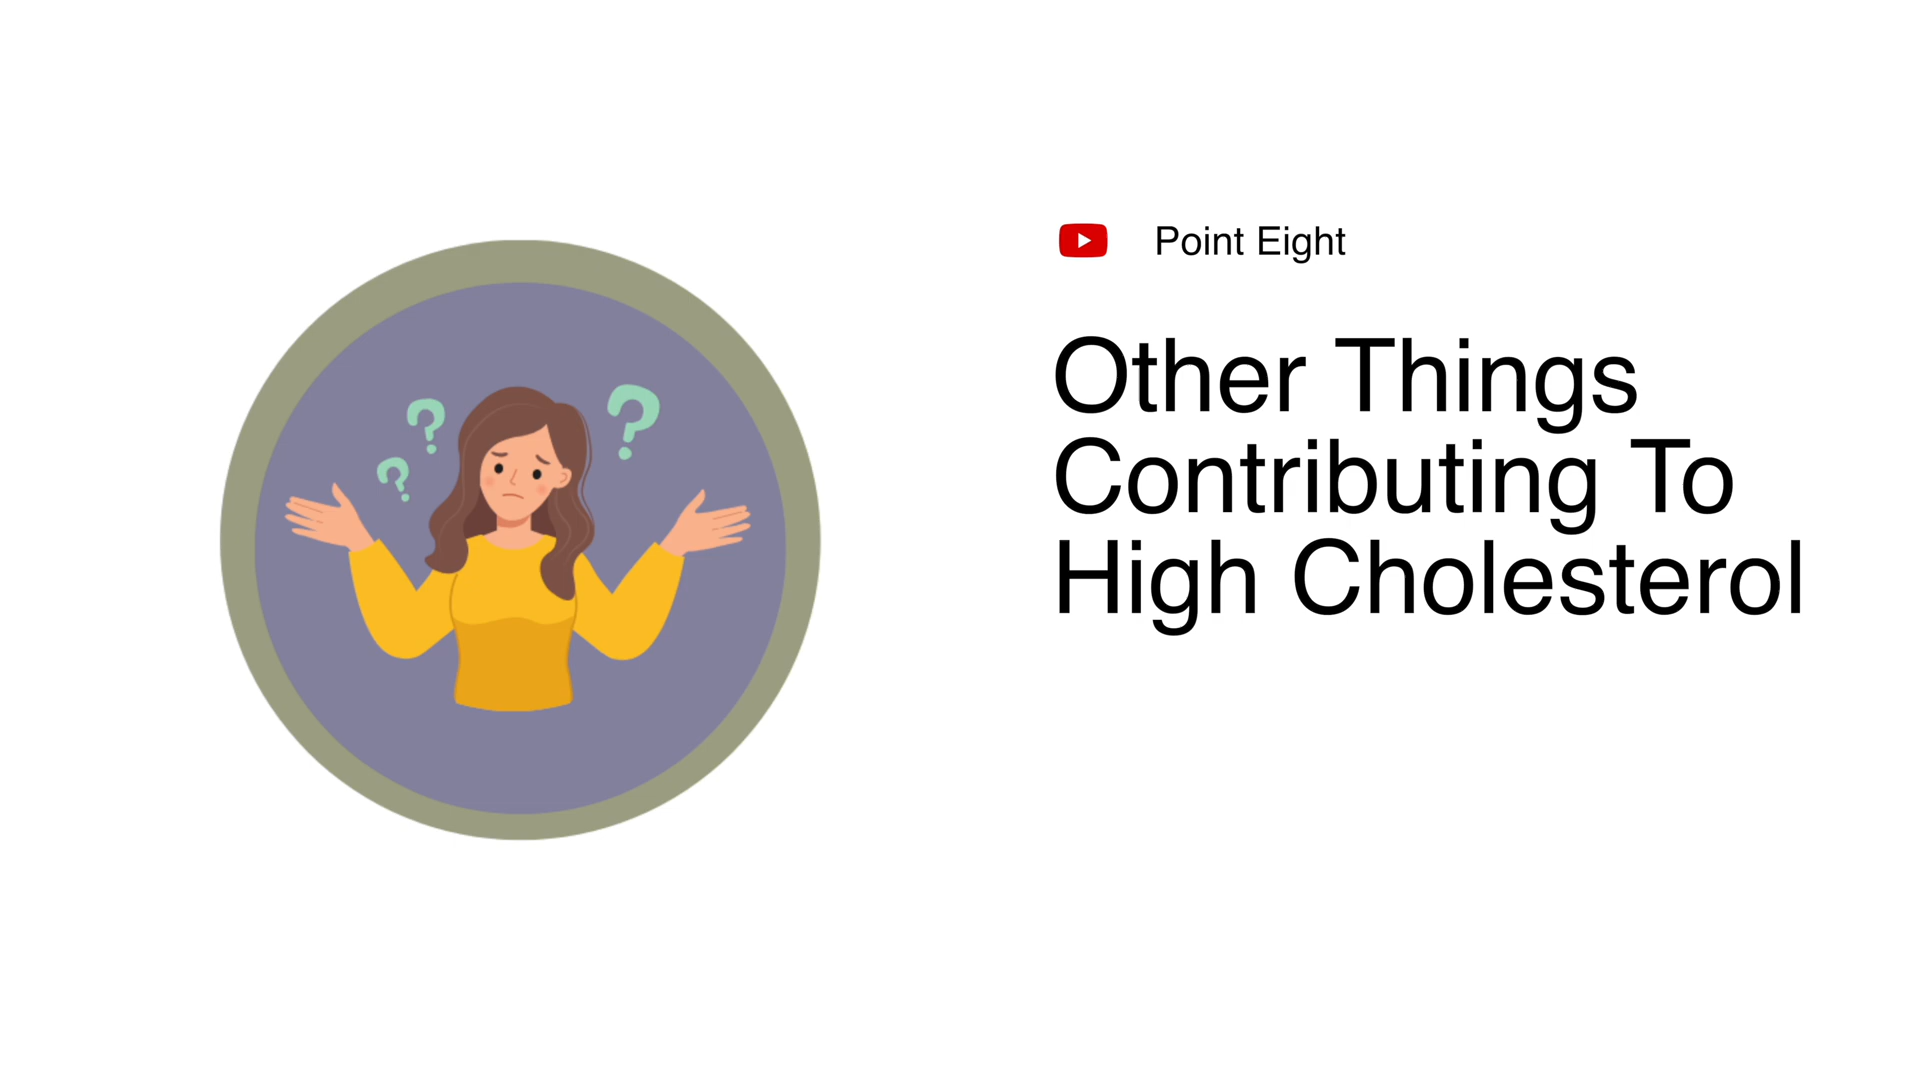 Point Eight
Other Things
Contributing To
High Cholesterol
? ? ?